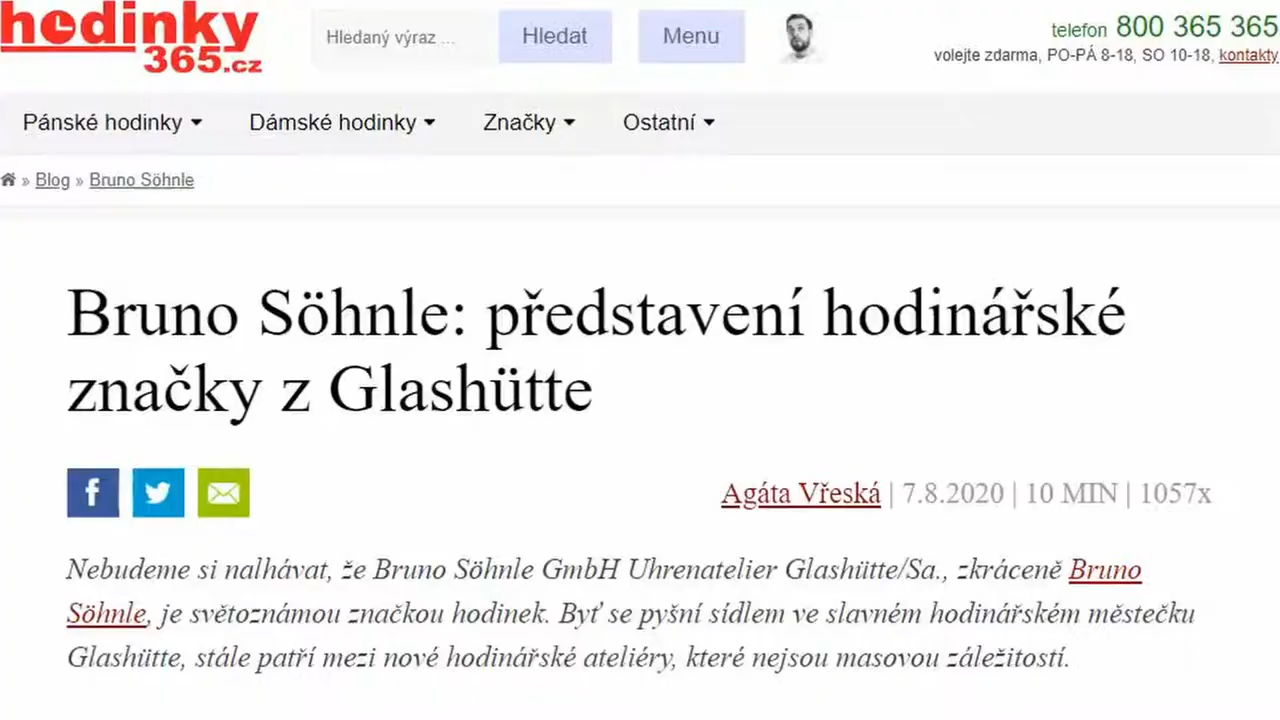 hodinky
365.cz
Hledaný výraz ...
Hledat
Menu
telefon 800 365 365
volejte zdarma, PO-PÁ 8-18, SO 10-18, kontakty
Pánské hodinky
Dámské hodinky
Značky
Ostatní
» Blog » Bruno Söhnle
Bruno Söhnle: představení hodinářské
značky z Glashütte
Agáta Vřeská | 7.8.2020 | 10 MIN | 1057x
Nebudeme si nalhávat, že Bruno Söhnle GmbH Uhrenatelier Glashütte/Sa., zkráceně Bruno
Söhnle, je světoznámou značkou hodinek. Byť se pyšní sídlem ve slavném hodinářském městečku
Glashütte, stále patří mezi nové hodinářské ateliéry, které nejsou masovou záležitostí.